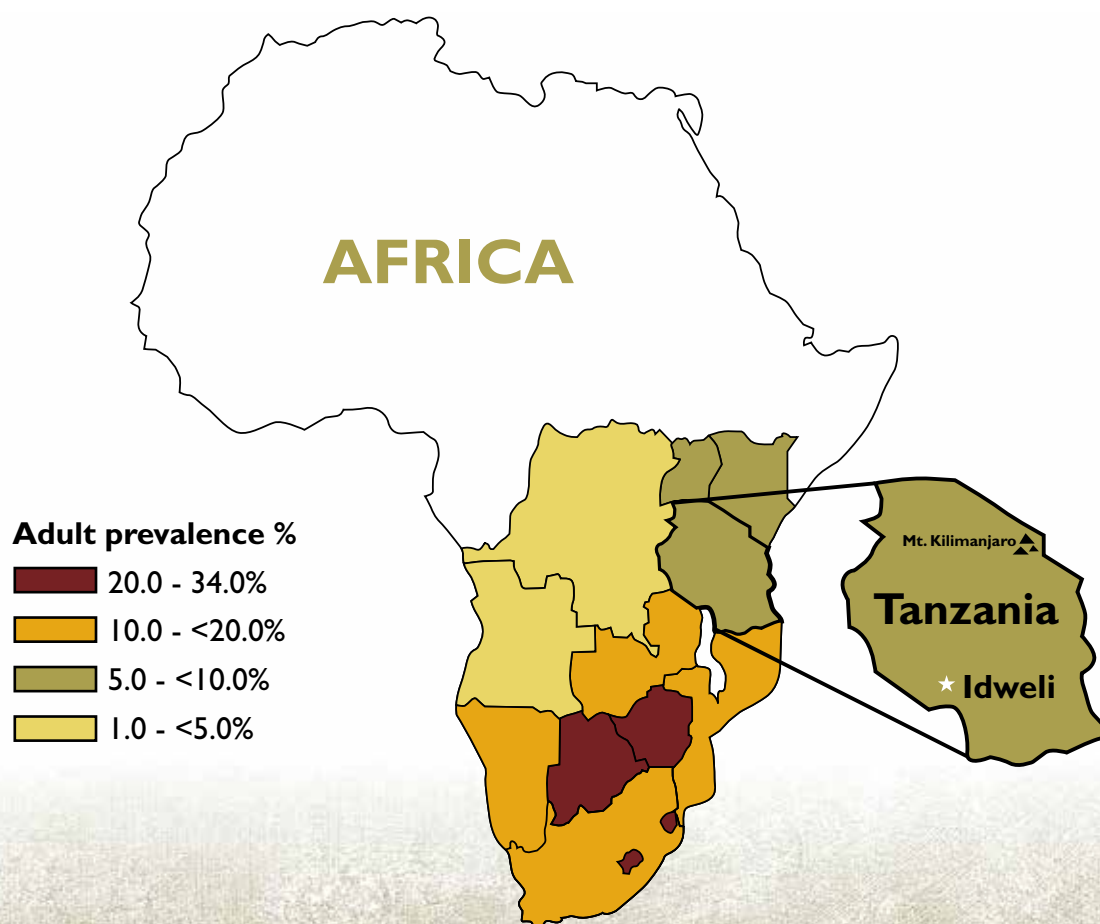 AFRICA
Adult prevalence %
20.0 - 34.0%
10.0 - <20.0%
5.0 - <10.0%
1.0 - <5.0%
Mt. Kilimanjaro
Tanzania
Idweli